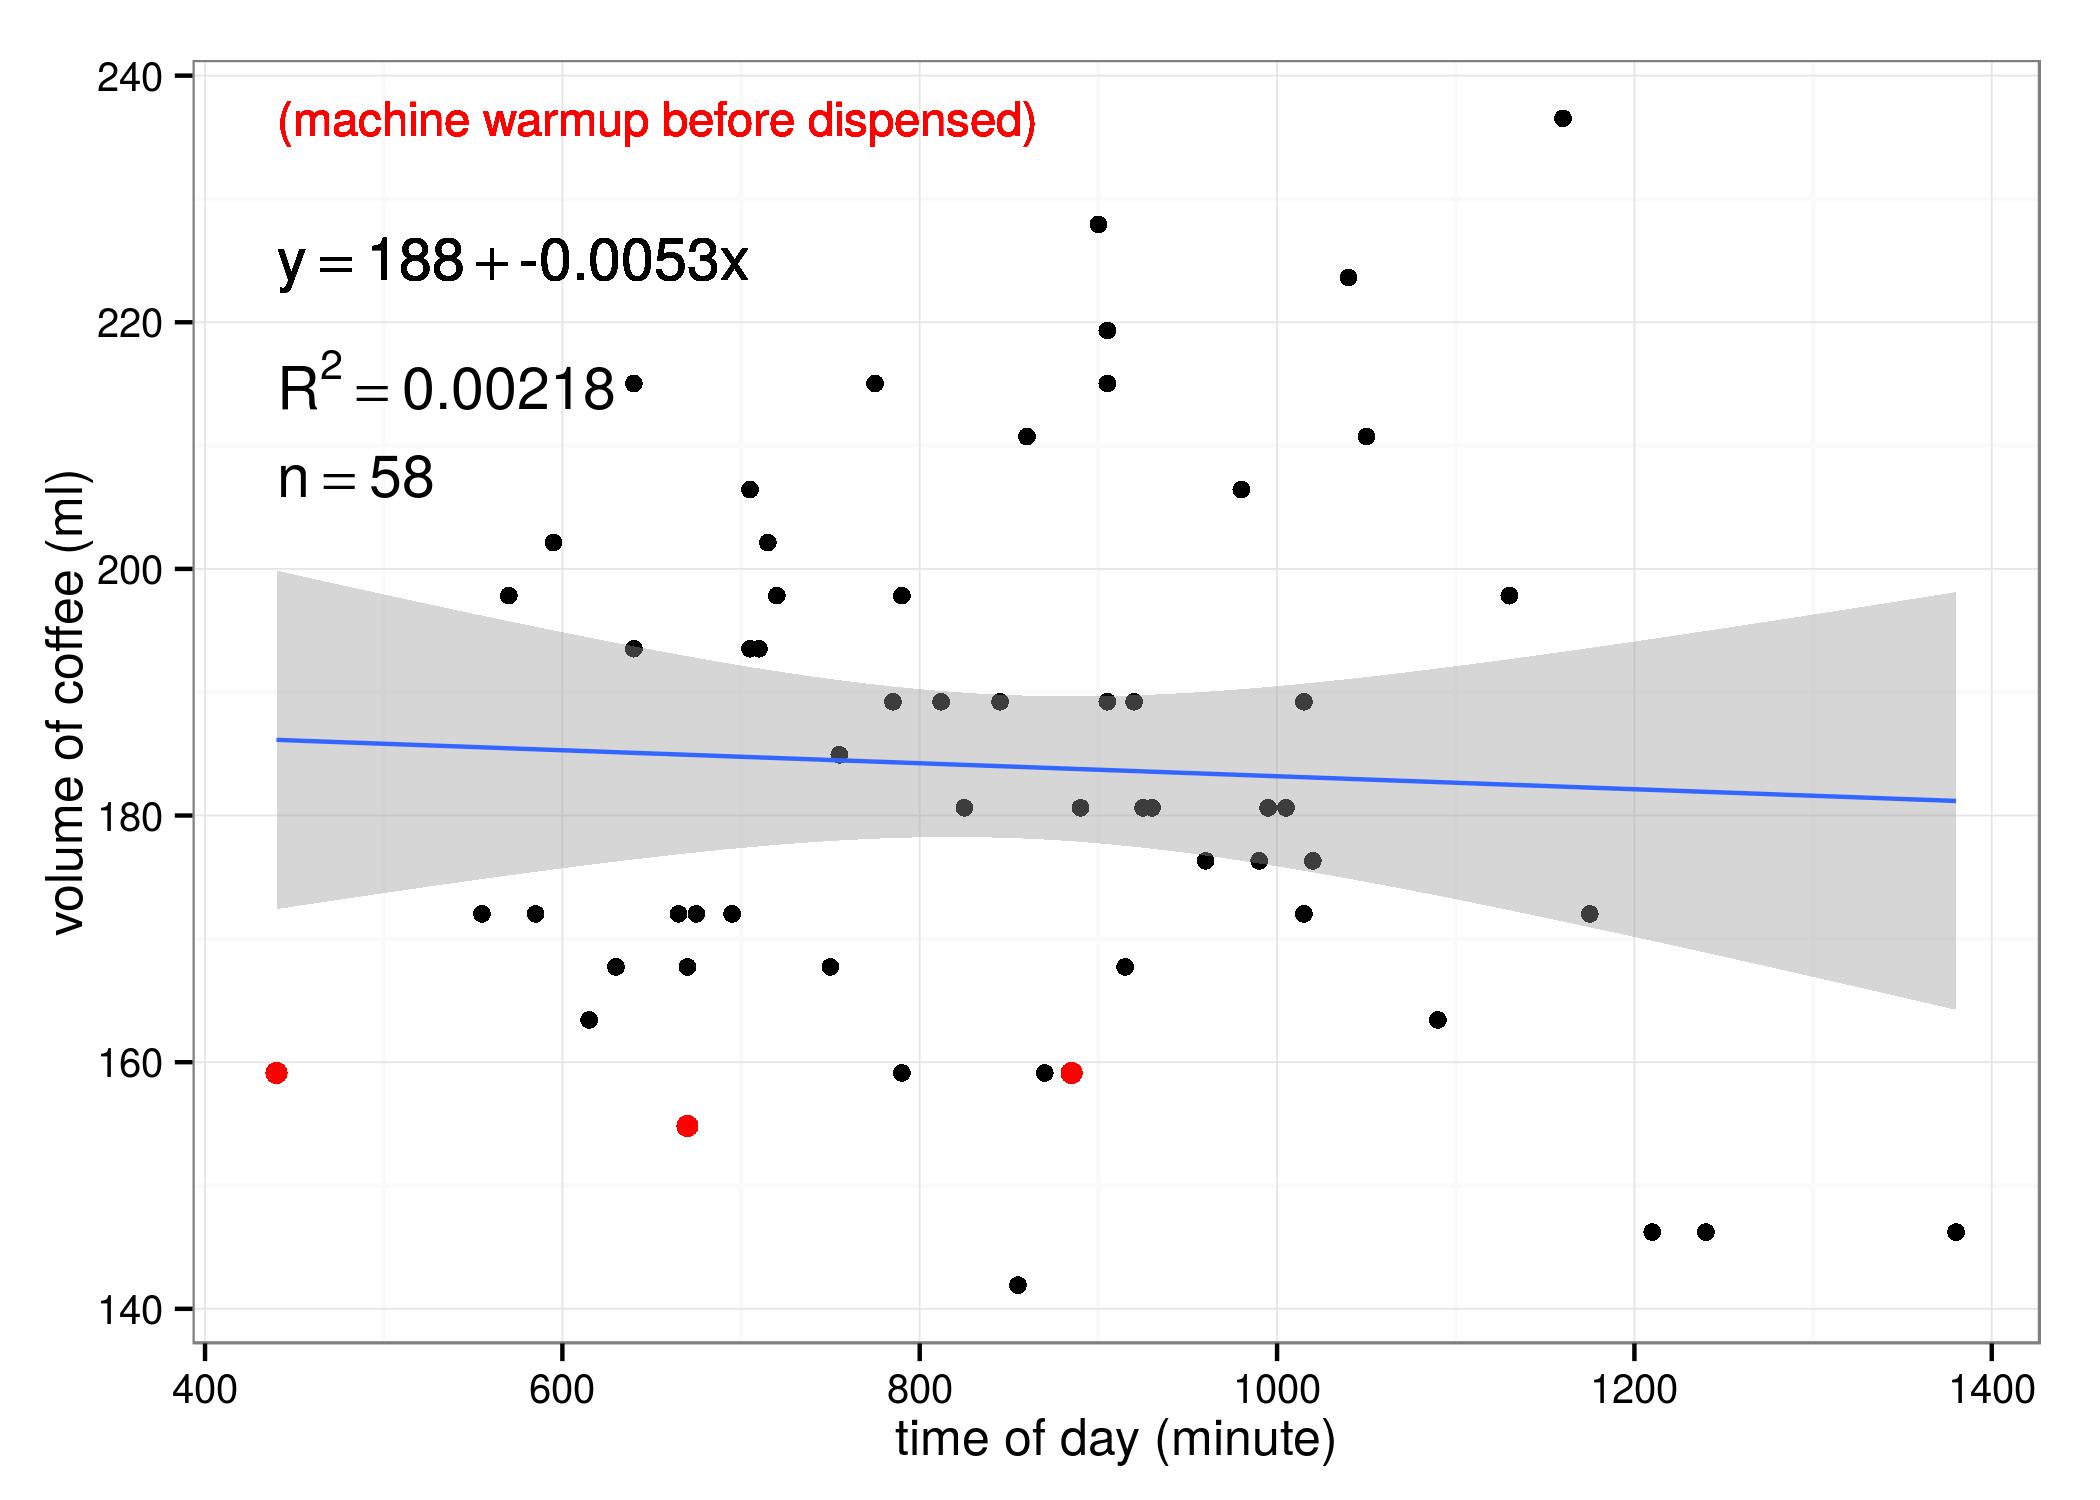 (machine warmup before dispensed)
y = 188 + -0.0053x
R² = 0.00218
n = 58
volume of coffee (ml)
240
220
200
180
160
140
400 600 800 1000 1200 1400
time of day (minute)